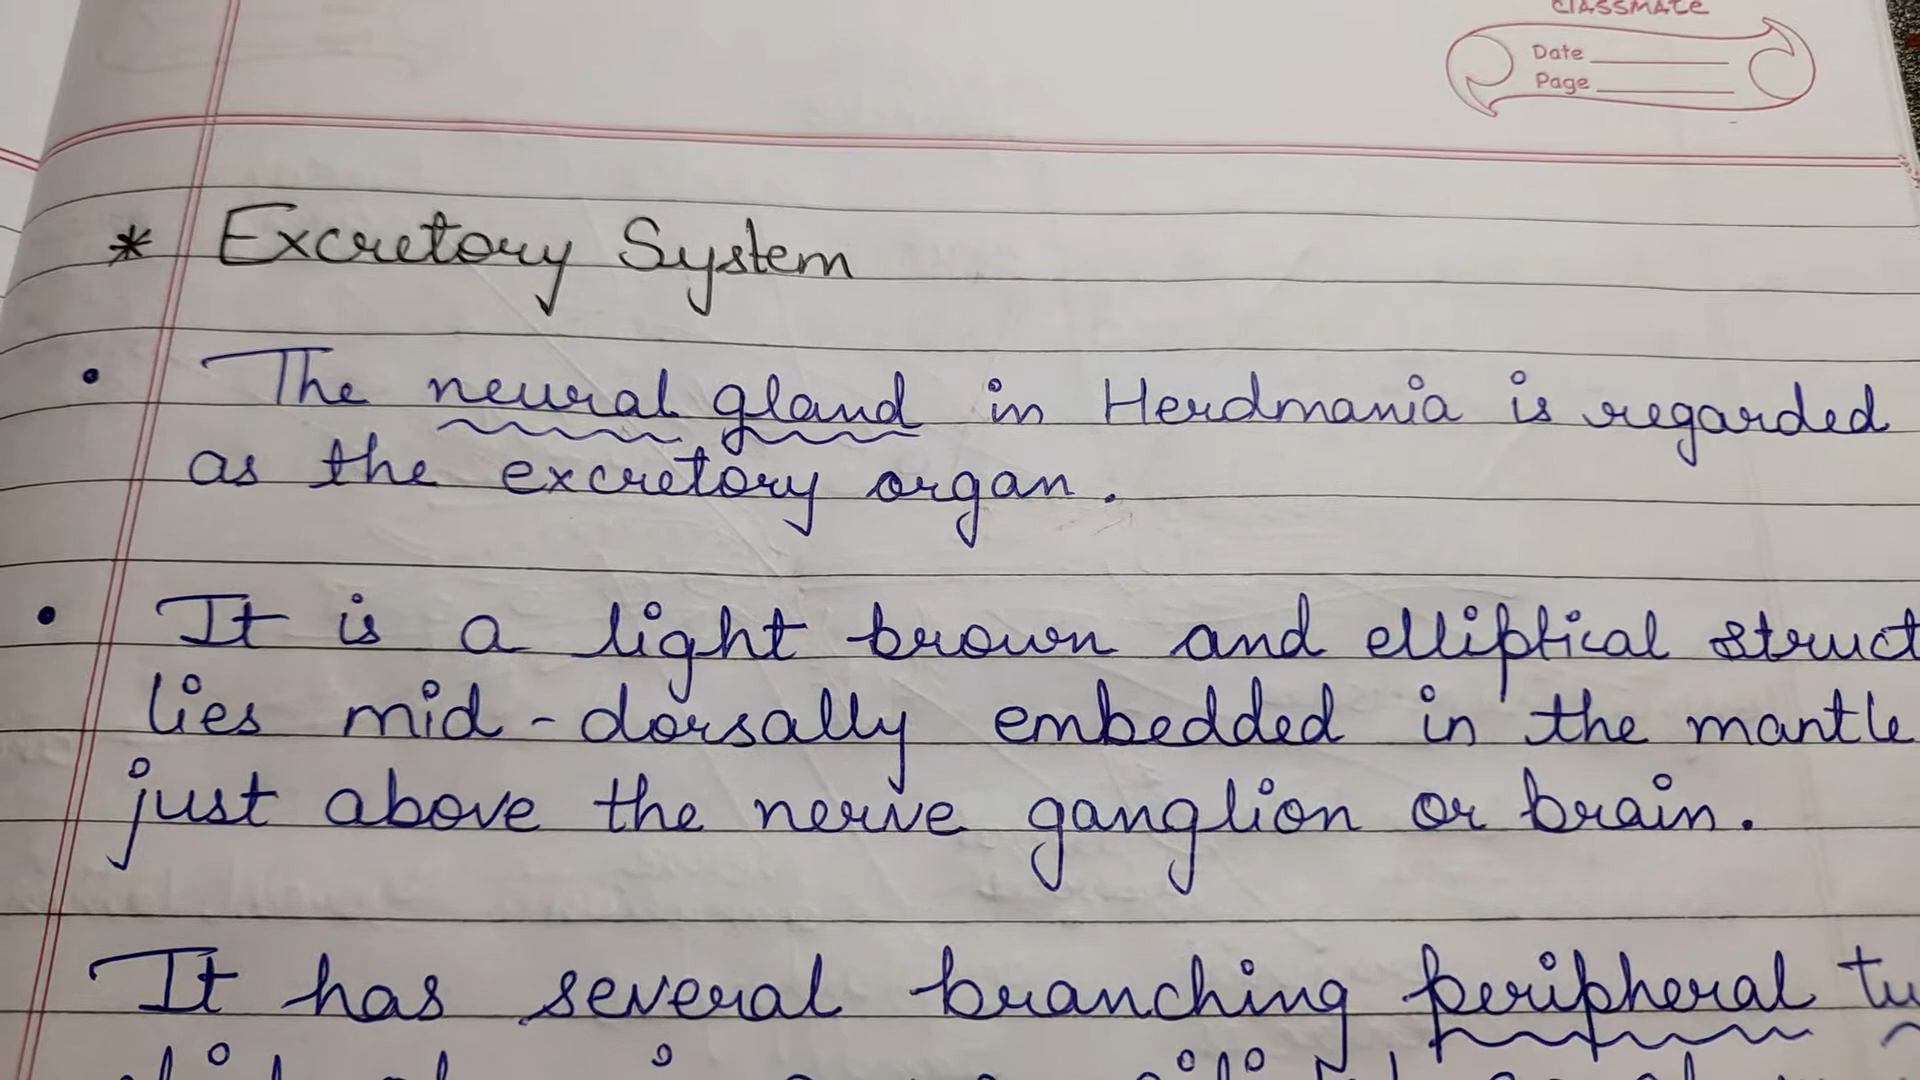 classmate
Date
Page
* Excretory System
• The neural gland in Herdmania is regarded
as the excretory organ.
• It is a light brown and elliptical struct
lies mid-dorsally embedded in the mantle
just above the nerve ganglion or brain.
It has several branching peripheral tu